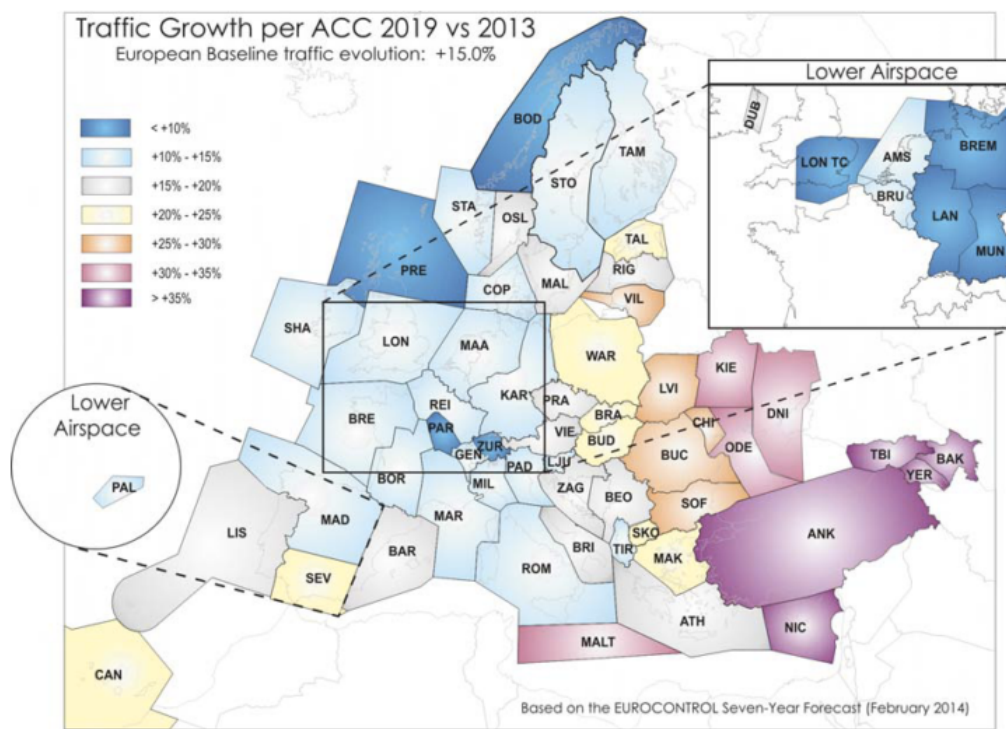 Traffic Growth per ACC 2019 vs 2013
European Baseline traffic evolution: +15.0%
< +10%
+10% - +15%
+15% - +20%
+20% - +25%
+25% - +30%
+30% - +35%
> +35%
Lower Airspace
DUB
LON TC
AMS
BREM
BRU
LAN
MUN
BOD
TAM
STO
STA
OSL
TAL
PRE
RIG
MAL
COP
VIL
SHA
LON
MAA
WAR
KIE
LVI
KAR
PRA
DNI
REI
BRE
BRA
CHI
PAR
VIE
BUD
ODE
ZUR
GEN
BUC
TBI
BAK
LJU
PAD
YER
BOR
MIL
ZAG
BEO
Lower
Airspace
PAL
SOF
MAD
MAR
LIS
SKO
ANK
BRI
TIR
BAR
MAK
ROM
SEV
ATH
NIC
MALT
CAN
Based on the EUROCONTROL Seven-Year Forecast (February 2014)